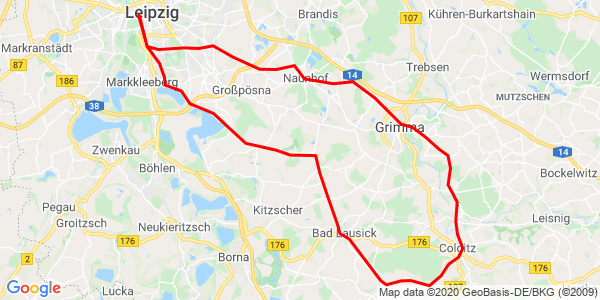 Leipzig
Brandis
Kühren-Burkartshain
Markranstädt
87
186
Markkleeberg
Naunhof
14
Trebsen
Wermsdorf
Großpösna
MUTZSCHEN
38
Grimma
Zwenkau
14
Böhlen
Bockelwitz
Pegau
Kitzscher
Groitzsch
Neukieritzsch
Leisnig
176
Bad Lausick
176
176
Colditz
176
Borna
Google
Lucka
107
Map data ©2020 GeoBasis-DE/BKG (©2009)